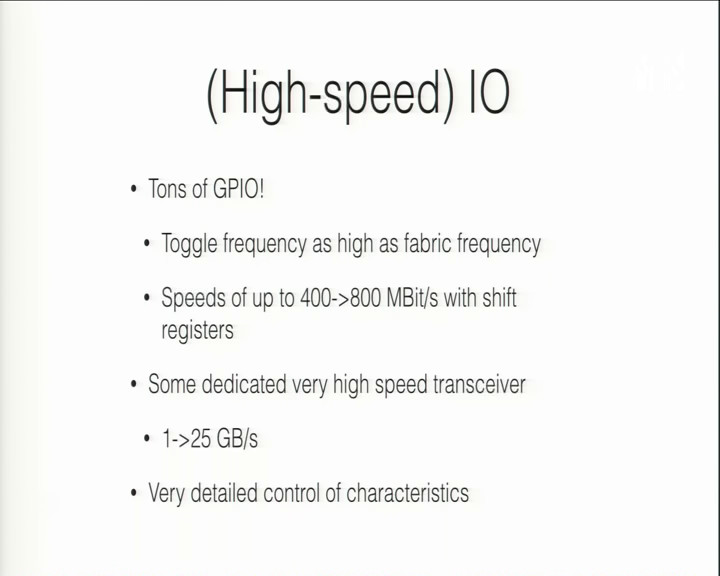 (High-speed) IO
• Tons of GPIO!
• Toggle frequency as high as fabric frequency
• Speeds of up to 400->800 MBit/s with shift
registers
• Some dedicated very high speed transceiver
• 1->25 GB/s
• Very detailed control of characteristics